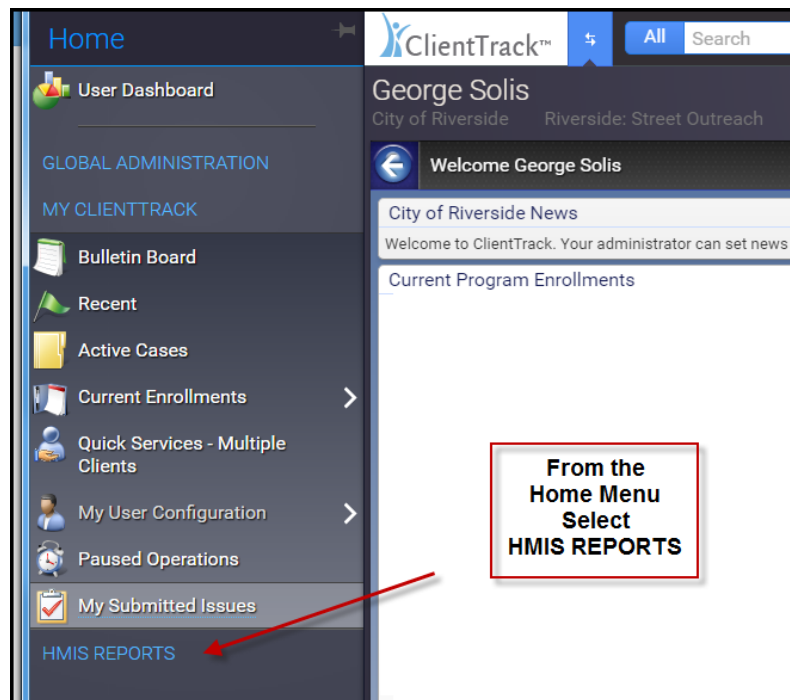 Home
User Dashboard
GLOBAL ADMINISTRATION
MY CLIENTTRACK
Bulletin Board
Recent
Active Cases
Current Enrollments
Quick Services - Multiple
Clients
My User Configuration
Paused Operations
My Submitted Issues
HMIS REPORTS
ClientTrack™
All
Search
George Solis
City of Riverside
Riverside: Street Outreach
Welcome George Solis
City of Riverside News
Welcome to ClientTrack. Your administrator can set news
Current Program Enrollments
From the
Home Menu
Select
HMIS REPORTS